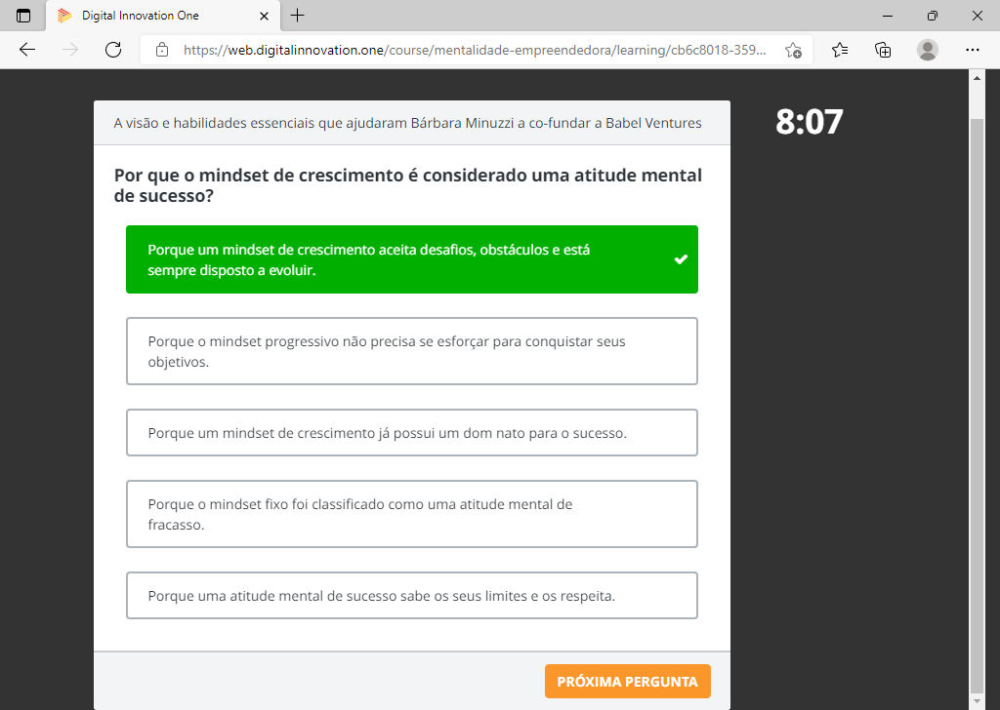 Digital Innovation One
https://web.digitalinnovation.one/course/mentalidade-empreendedora/learning/cb6c8018-359...
A visão e habilidades essenciais que ajudaram Bárbara Minuzzi a co-fundar a Babel Ventures
8:07
Por que o mindset de crescimento é considerado uma atitude mental
de sucesso?
Porque um mindset de crescimento aceita desafios, obstáculos e está
sempre disposto a evoluir.
Porque o mindset progressivo não precisa se esforçar para conquistar seus
objetivos.
Porque um mindset de crescimento já possui um dom nato para o sucesso.
Porque o mindset fixo foi classificado como uma atitude mental de
fracasso.
Porque uma atitude mental de sucesso sabe os seus limites e os respeita.
PRÓXIMA PERGUNTA